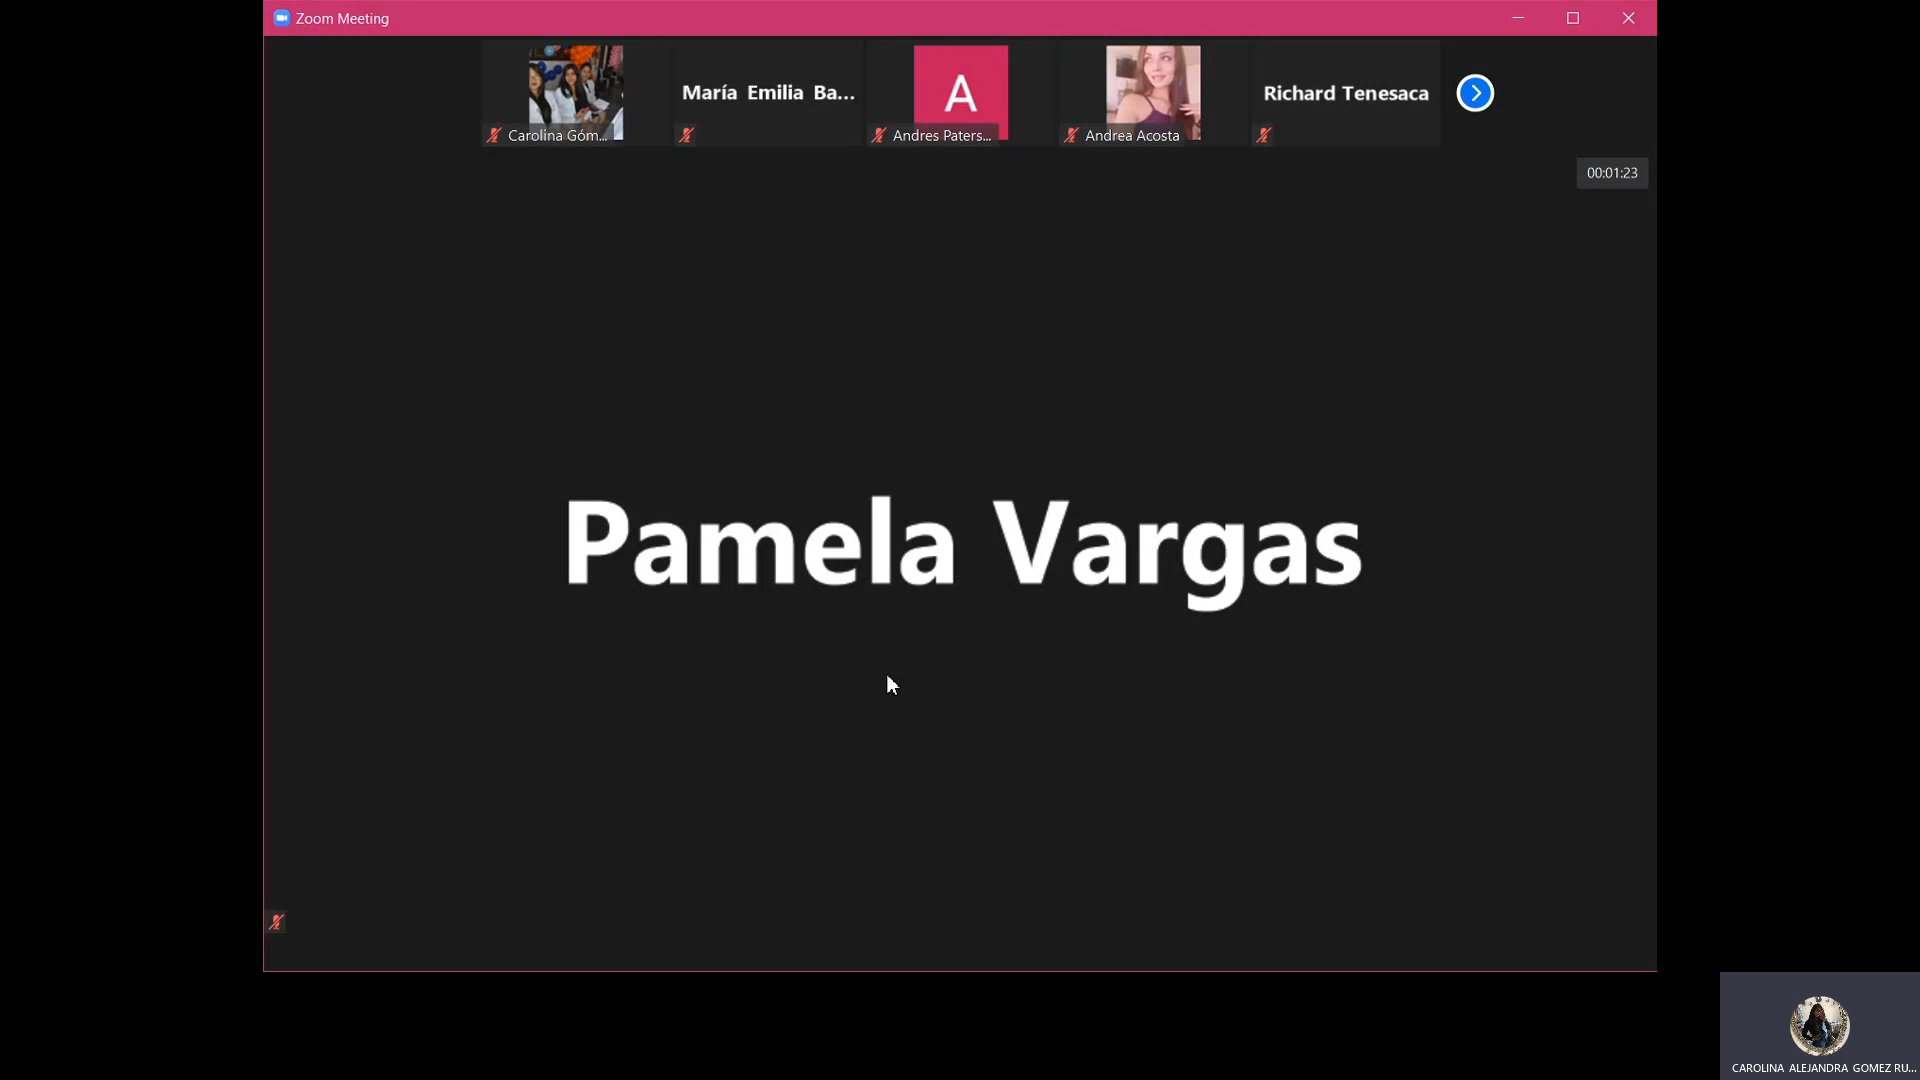 Zoom Meeting
María Emilia Ba...
A
Richard Tenesaca
Carolina Góm...
Andres Paters...
Andrea Acosta
00:01:23
Pamela Vargas
CAROLINA ALEJANDRA GOMEZ RU...